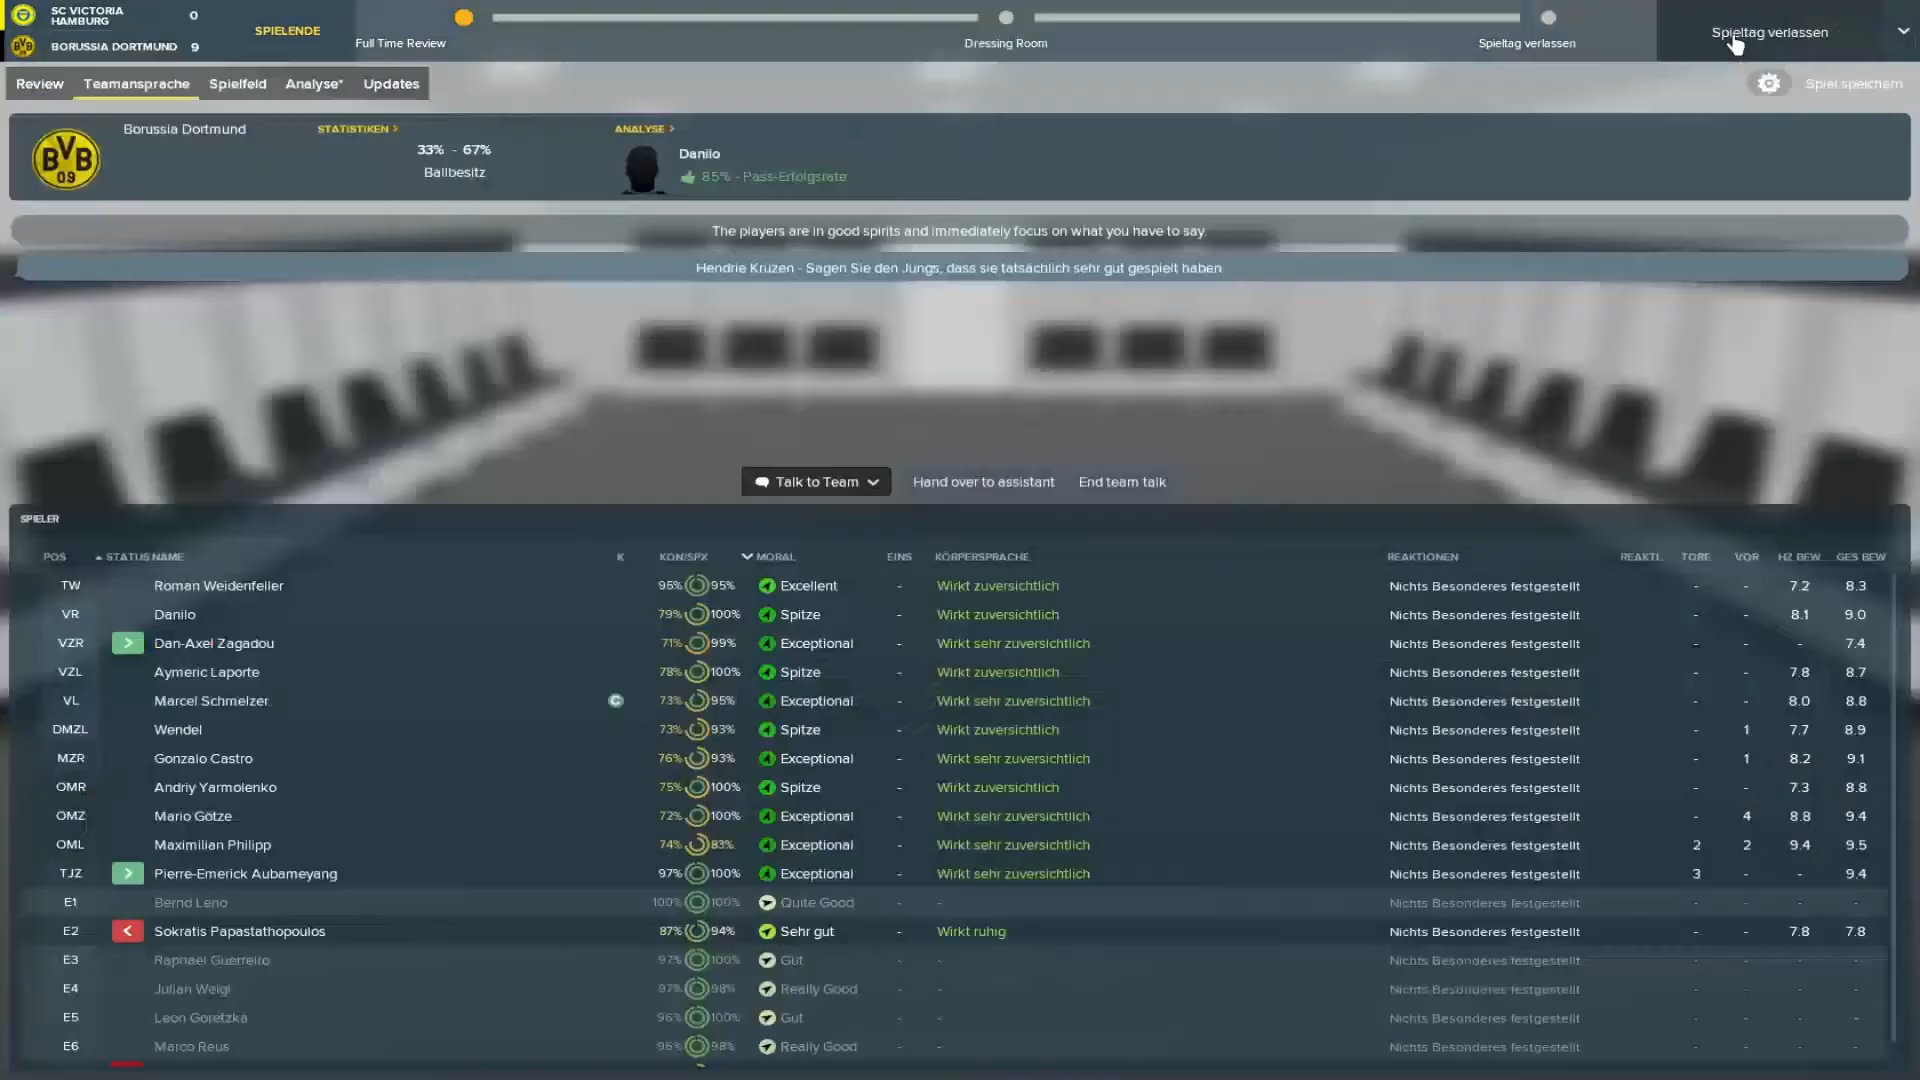 SC VICTORIA HAMBURG 0
BORUSSIA DORTMUND 9
SPIELENDE
Full Time Review
Dressing Room
Spieltag verlassen
Spieltag verlassen
Review Teamansprache Spielfeld Analyse* Updates
Spiel speichern
BVB 09
Borussia Dortmund
STATISTIKEN >
33% - 67%
Ballbesitz
ANALYSE >
Danilo
85% - Pass-Erfolgsrate
The players are in good spirits and immediately focus on what you have to say.
Hendrie Krüzen - Sagen Sie den Jungs, dass sie tatsächlich sehr gut gespielt haben
Talk to Team Hand over to assistant End team talk
SPIELER
POS STATUS NAME K KON/SPX MORAL EINS KÖRPERSPRACHE REAKTIONEN REAKTI.. TORE VOR HZ BEW GES BEW
TW Roman Weidenfeller 95% 95% Excellent - Wirkt zuversichtlich Nichts Besonderes festgestellt - - 7.2 8.3
VR Danilo 79% 100% Spitze - Wirkt zuversichtlich Nichts Besonderes festgestellt - - 8.1 9.0
VZR > Dan-Axel Zagadou 71% 99% Exceptional - Wirkt sehr zuversichtlich Nichts Besonderes festgestellt - - - 7.4
VZL Aymeric Laporte 78% 100% Spitze - Wirkt zuversichtlich Nichts Besonderes festgestellt - - 7.8 8.7
VL Marcel Schmelzer C 73% 95% Exceptional - Wirkt sehr zuversichtlich Nichts Besonderes festgestellt - - 8.0 8.8
DMZL Wendel 73% 93% Spitze - Wirkt zuversichtlich Nichts Besonderes festgestellt - 1 7.7 8.9
MZR Gonzalo Castro 76% 93% Exceptional - Wirkt sehr zuversichtlich Nichts Besonderes festgestellt - 1 8.2 9.1
OMR Andriy Yarmolenko 75% 100% Spitze - Wirkt zuversichtlich Nichts Besonderes festgestellt - - 7.3 8.8
OMZ Mario Götze 72% 100% Exceptional - Wirkt sehr zuversichtlich Nichts Besonderes festgestellt - 4 8.8 9.4
OML Maximilian Philipp 74% 83% Exceptional - Wirkt sehr zuversichtlich Nichts Besonderes festgestellt 2 2 9.4 9.5
TJZ > Pierre-Emerick Aubameyang 97% 100% Exceptional - Wirkt sehr zuversichtlich Nichts Besonderes festgestellt 3 - - 9.4
E1 Bernd Leno 100% 100% Quite Good - - Nichts Besonderes festgestellt - - - -
E2 < Sokratis Papastathopoulos 87% 94% Sehr gut - Wirkt ruhig Nichts Besonderes festgestellt - - 7.8 7.8
E3 Raphael Guerreiro 97% 100% Gut - - Nichts Besonderes festgestellt - - - -
E4 Julian Weigl 97% 98% Really Good - - Nichts Besonderes festgestellt - - - -
E5 Leon Goretzka 96% 100% Gut - - Nichts Besonderes festgestellt - - - -
E6 Marco Reus 96% 98% Really Good - - Nichts Besonderes festgestellt - - - -